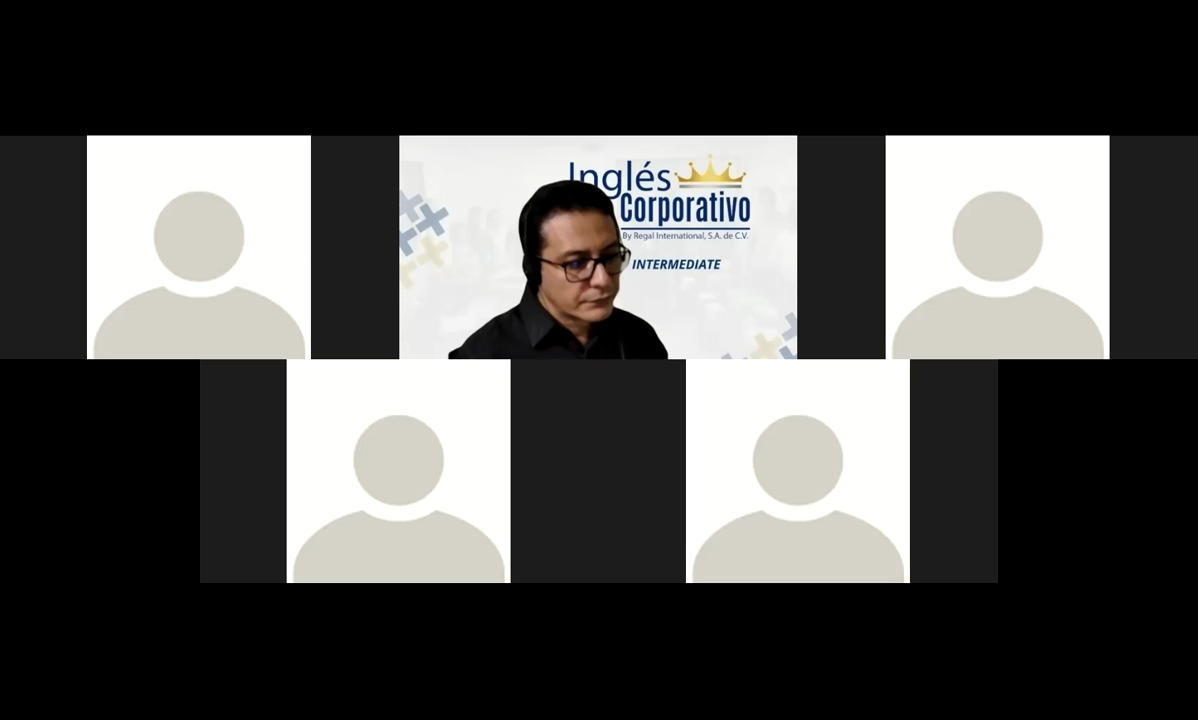 Inglés
Corporativo
By Regal International, S.A. de C.V.
INTERMEDIATE